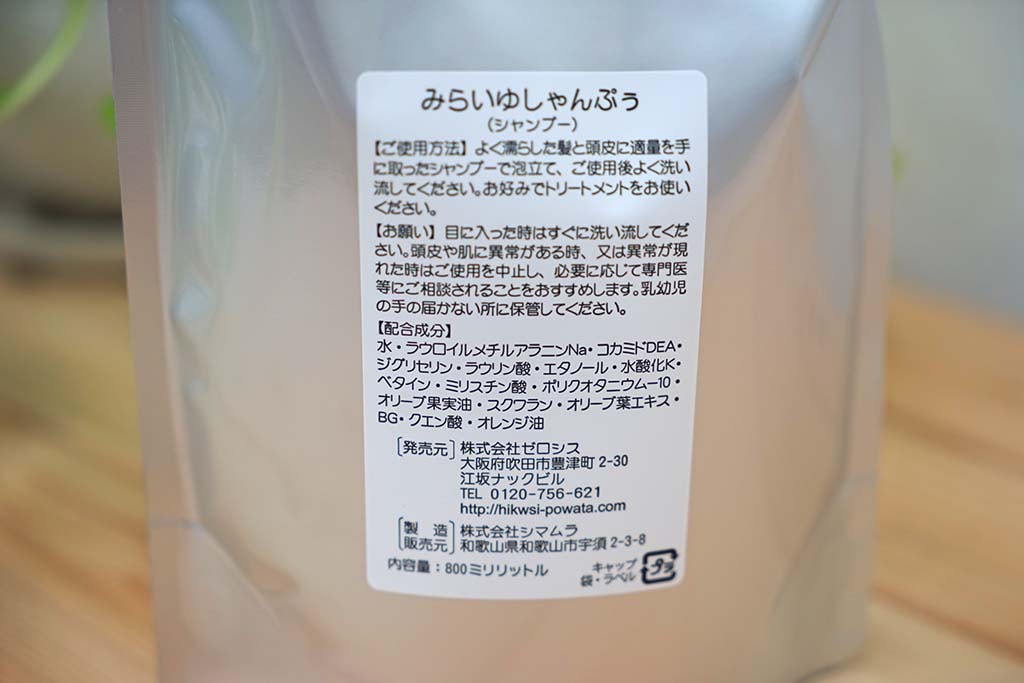 みらいゆしゃんぷぅ
(シャンプー)
【ご使用方法】よく濡らした髪と頭皮に適量を手
に取ったシャンプーで泡立て、ご使用後よく洗い
流してください。お好みでトリートメントをお使い
ください。
【お願い】目に入った時はすぐに洗い流してくだ
さい。頭皮や肌に異常がある時、又は異常が現
れた時はご使用を中止し、必要に応じて専門医
等にご相談されることをおすすめします。乳幼児
の手の届かない所に保管してください。
【配合成分】
水・ラウロイルメチルアラニンNa・コカミドDEA・
ジグリセリン・ラウリン酸・エタノール・水酸化K・
ベタイン・ミリスチン酸・ポリクオタニウムー10・
オリーブ果実油・スクワラン・オリーブ葉エキス・
BG・クエン酸・オレンジ油
〔発売元〕株式会社ゼロシス
大阪府吹田市豊津町2-30
江坂ナックビル
TEL 0120-756-621
http://hikwsi-powata.com
〔製造 株式会社シマムラ
販売元〕和歌山県和歌山市宇須2-3-8
内容量:800ミリリットル
キャップ
袋・ラベル
プラ